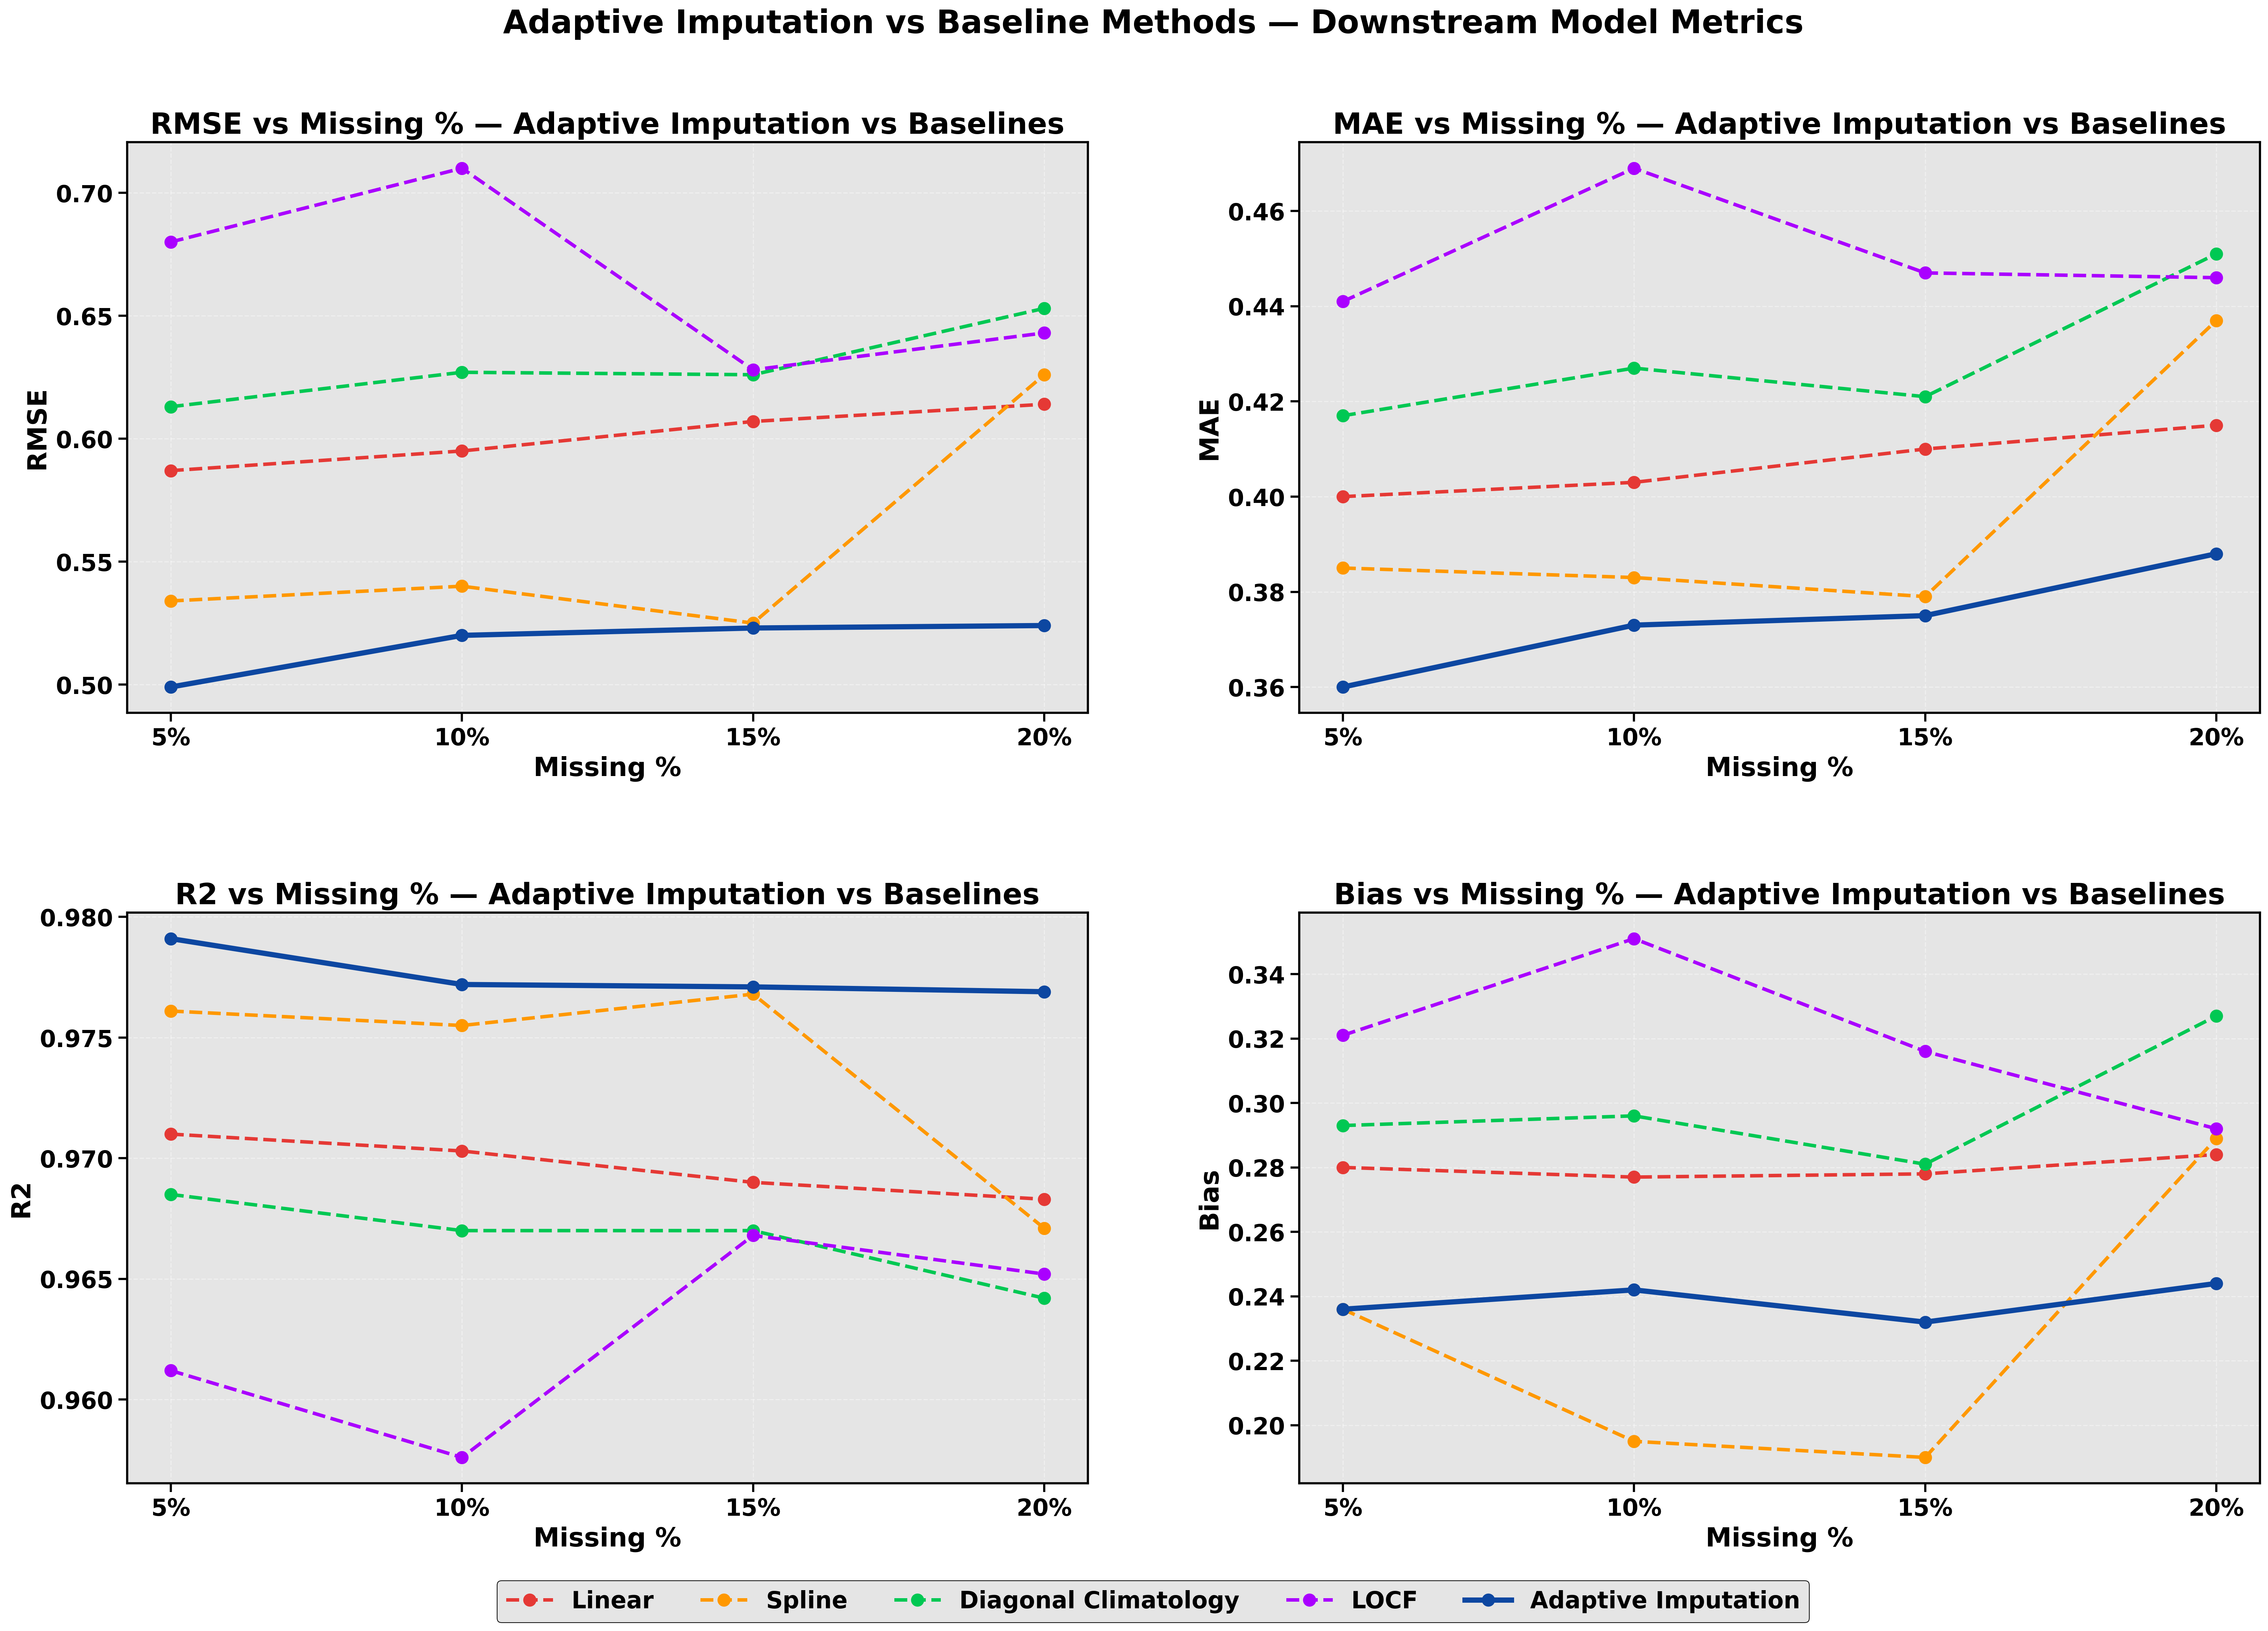 Adaptive Imputation vs Baseline Methods — Downstream Model Metrics
RMSE vs Missing % — Adaptive Imputation vs Baselines
RMSE
0.70
0.65
0.60
0.55
0.50
5% 10% 15% 20%
Missing %
MAE vs Missing % — Adaptive Imputation vs Baselines
MAE
0.46
0.44
0.42
0.40
0.38
0.36
5% 10% 15% 20%
Missing %
R2 vs Missing % — Adaptive Imputation vs Baselines
R2
0.980
0.975
0.970
0.965
0.960
5% 10% 15% 20%
Missing %
Bias vs Missing % — Adaptive Imputation vs Baselines
Bias
0.34
0.32
0.30
0.28
0.26
0.24
0.22
0.20
5% 10% 15% 20%
Missing %
Linear Spline Diagonal Climatology LOCF Adaptive Imputation